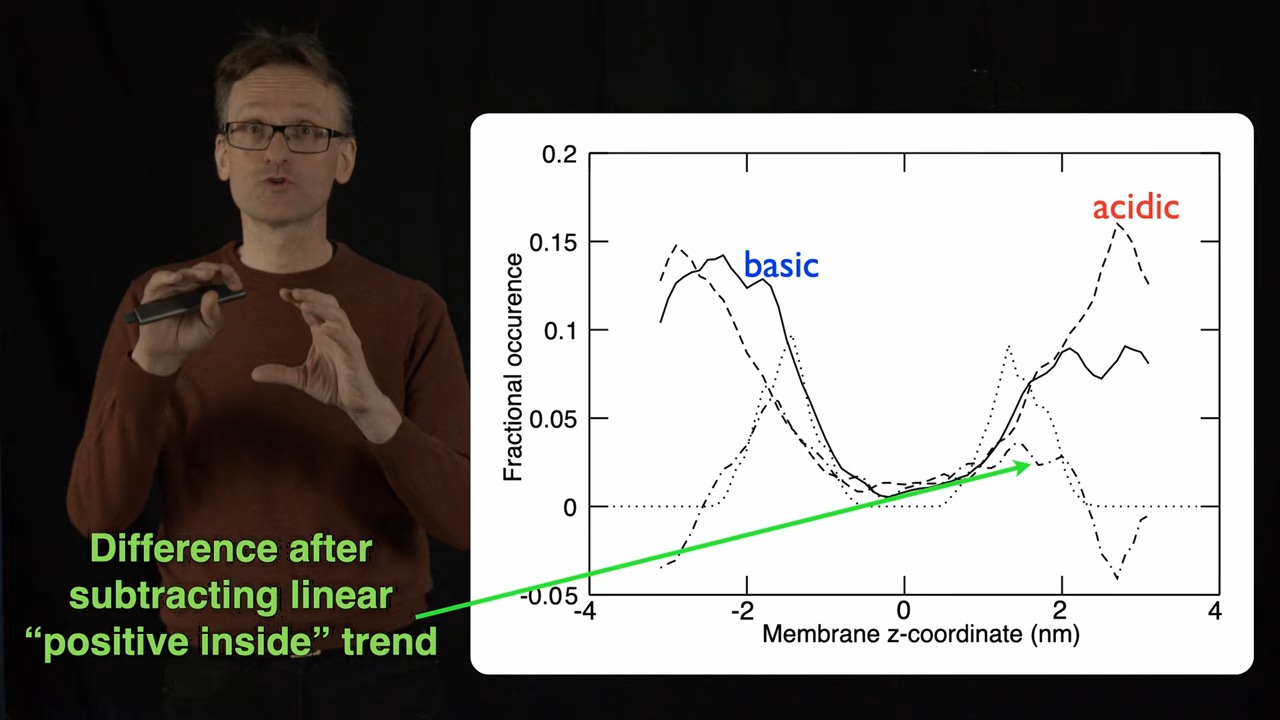 Difference after
subtracting linear
“positive inside” trend
basic
acidic
0.2
0.15
0.1
0.05
0
-0.05
-4
-2
0
2
4
Fractional occurence
Membrane z-coordinate (nm)